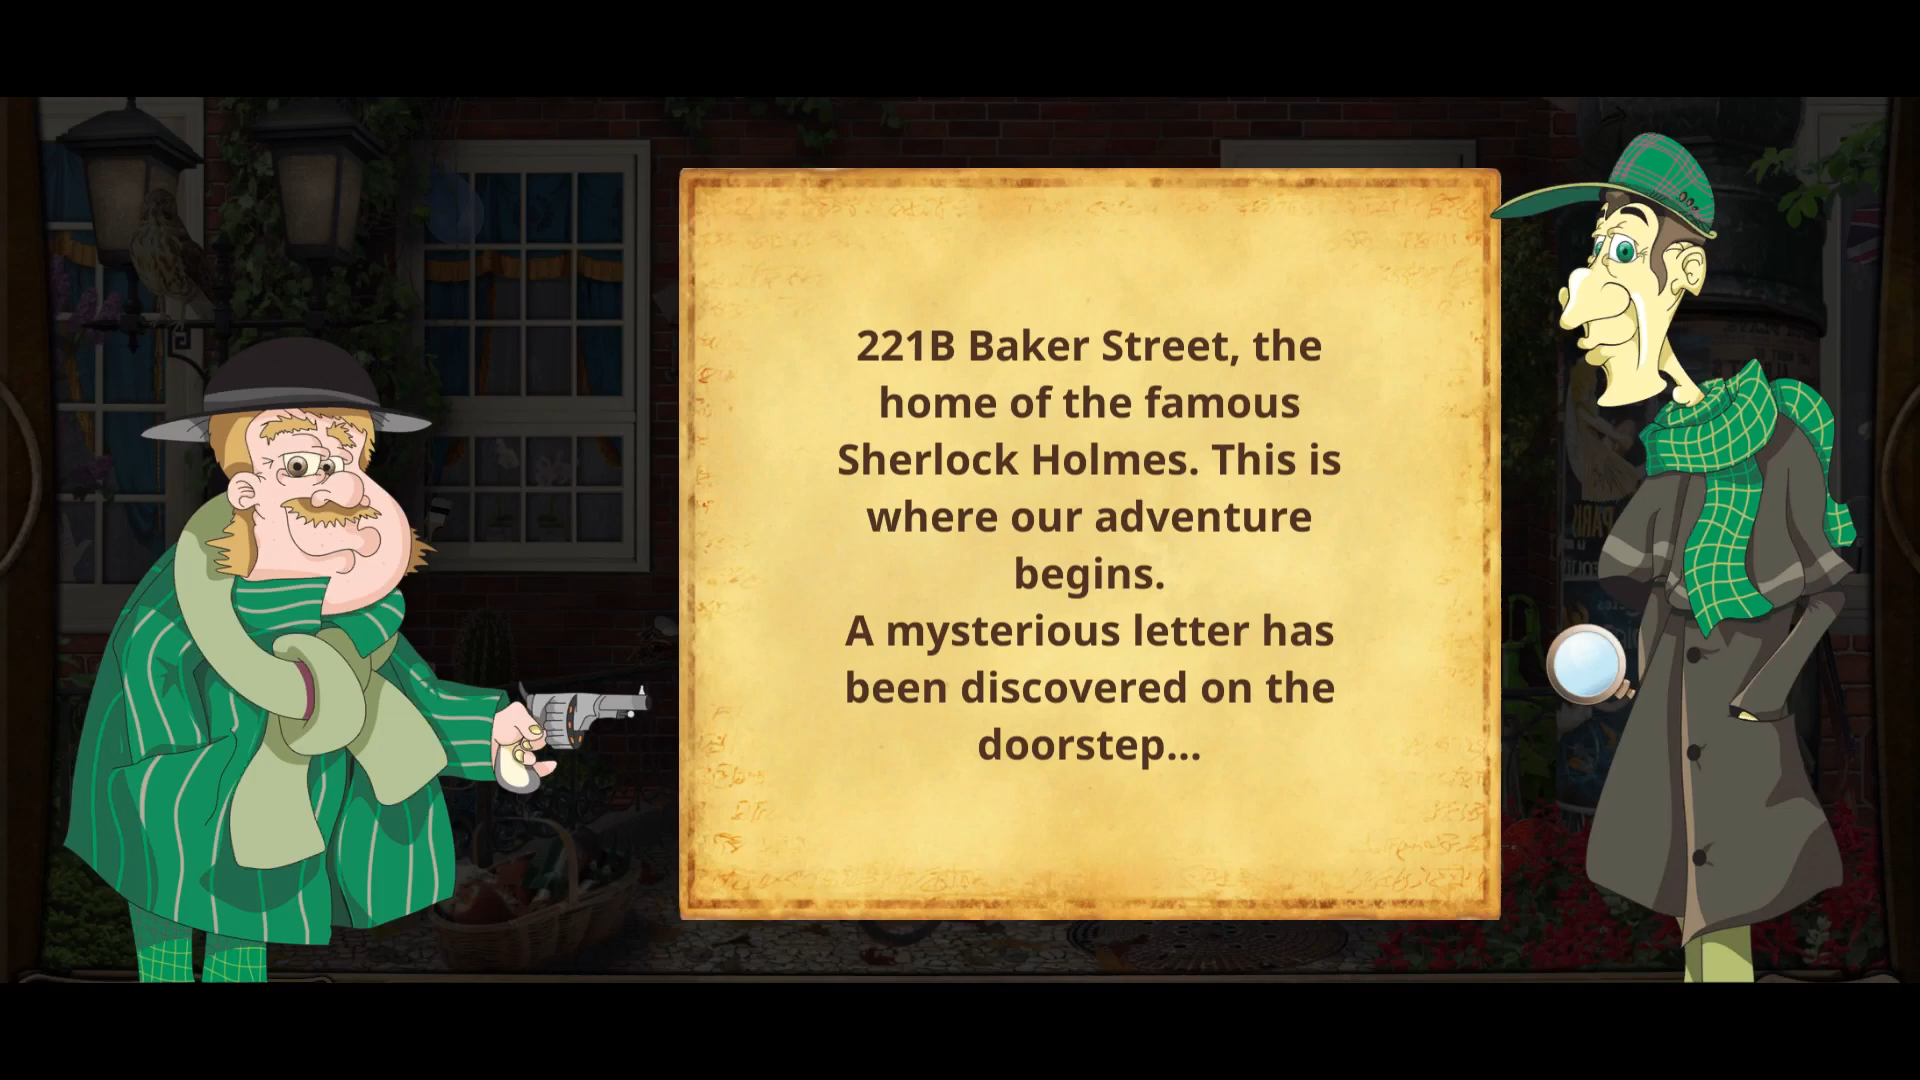 221B Baker Street, the
home of the famous
Sherlock Holmes. This is
where our adventure
begins.
A mysterious letter has
been discovered on the
doorstep...